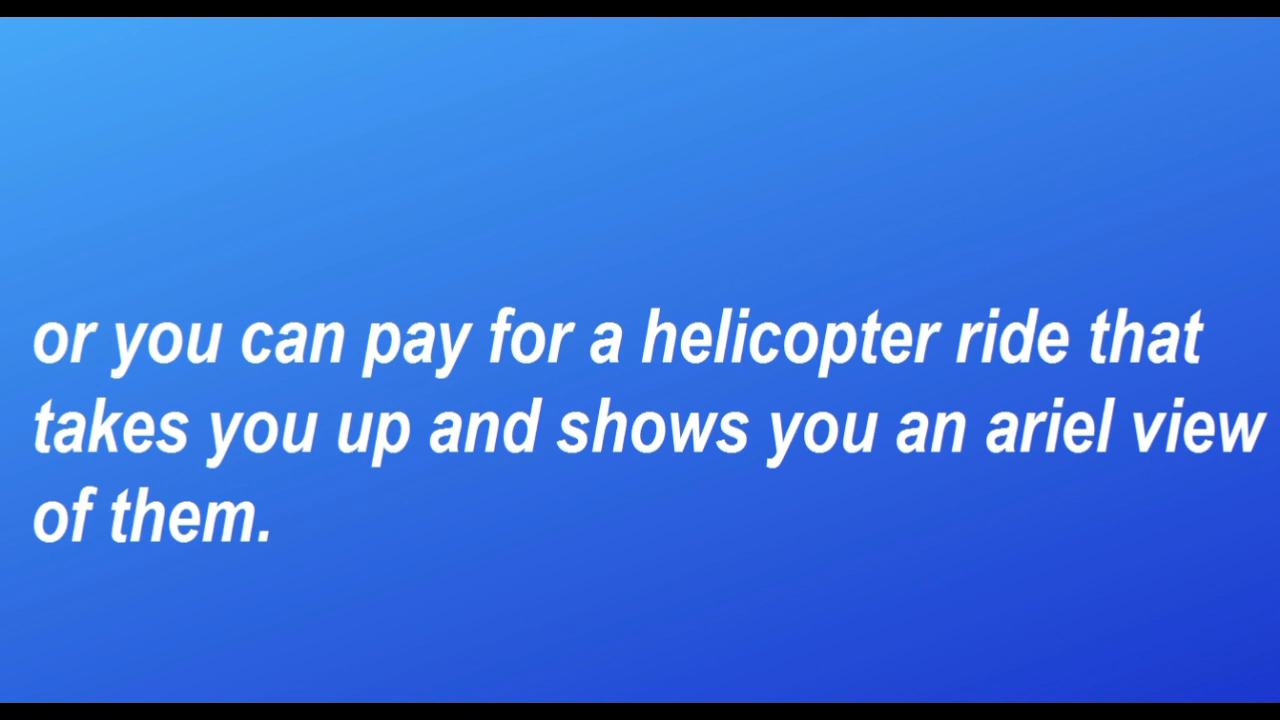 or you can pay for a helicopter ride that
takes you up and shows you an ariel view
of them.